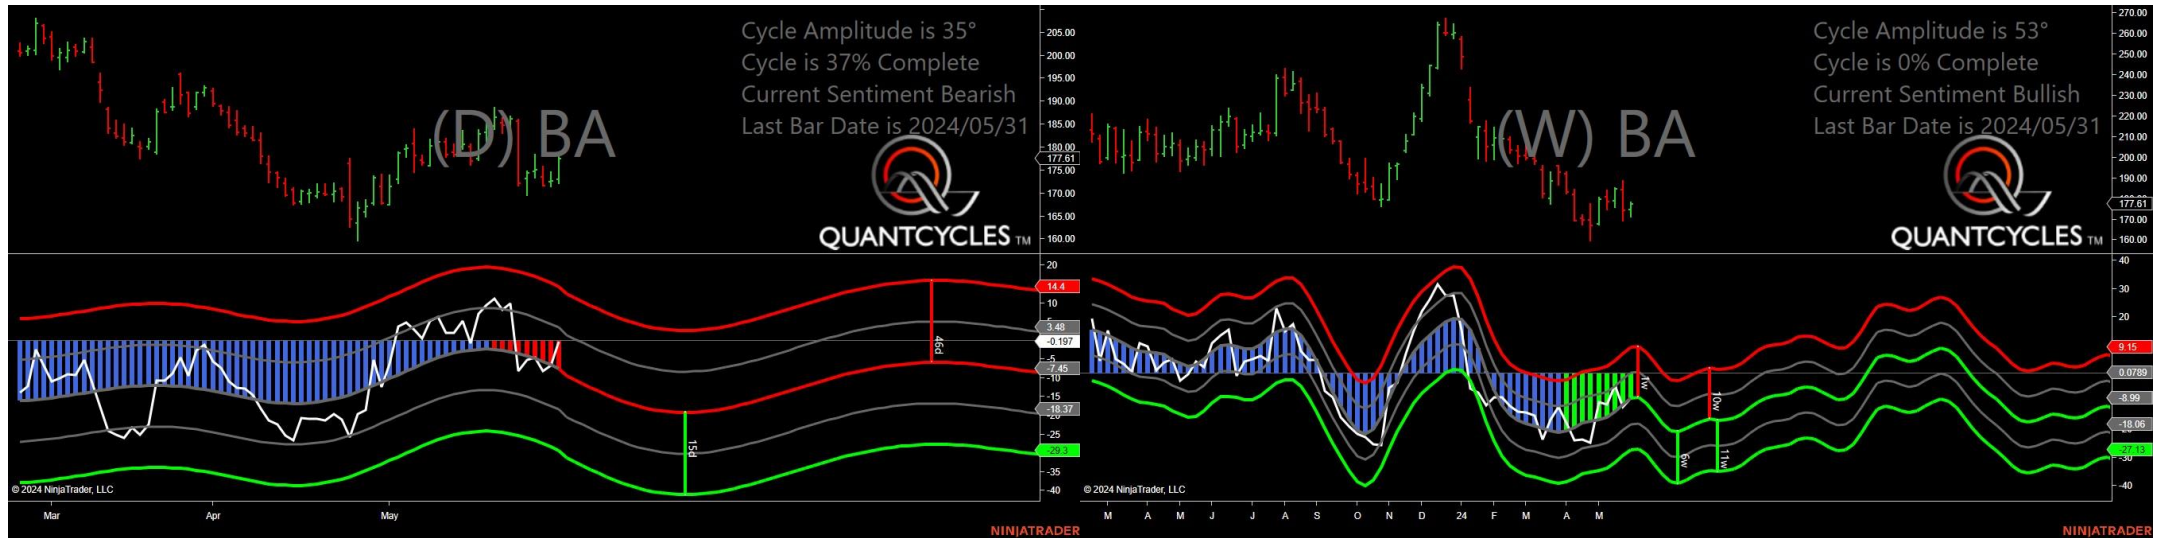 Cycle Amplitude is 35°
Cycle is 37% Complete
Current Sentiment Bearish
Last Bar Date is 2024/05/31
(D) BA
QUANTCYCLES TM
205.00
200.00
195.00
190.00
185.00
180.00
177.61
175.00
170.00
165.00
160.00
20
14.4
10
5
3.48
-0.197
-5
-7.45
-10
-15
-18.37
-25
-29.3
-35
-40
46d
15d
© 2024 NinjaTrader, LLC
Mar Apr May
NINJATRADER
Cycle Amplitude is 53°
Cycle is 0% Complete
Current Sentiment Bullish
Last Bar Date is 2024/05/31
(W) BA
QUANTCYCLES TM
270.00
260.00
250.00
240.00
230.00
220.00
210.00
200.00
190.00
177.61
170.00
160.00
40
30
20
9.15
0.0789
-8.99
-18.06
-27.13
-30
-40
1w
10w
6w
11w
© 2024 NinjaTrader, LLC
M A M J J A S O N D 24 F M A M
NINJATRADER